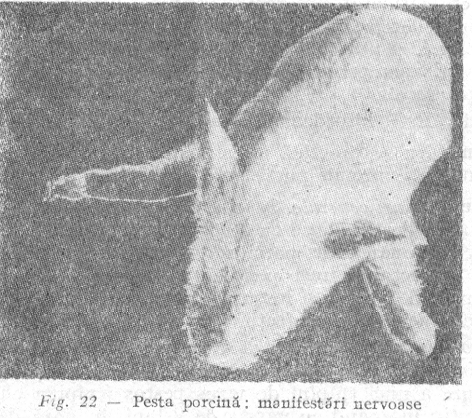 Fig. 22 — Pesta porcină: manifestări nervoase